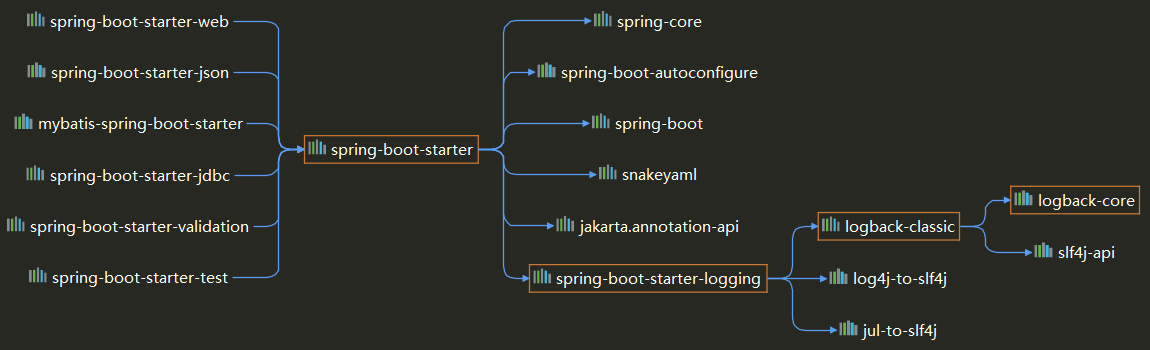 spring-boot-starter-web
spring-boot-starter-json
mybatis-spring-boot-starter
spring-boot-starter-jdbc
spring-boot-starter-validation
spring-boot-starter-test
spring-boot-starter
spring-core
spring-boot-autoconfigure
spring-boot
snakeyaml
jakarta.annotation-api
spring-boot-starter-logging
logback-classic
log4j-to-slf4j
jul-to-slf4j
logback-core
slf4j-api